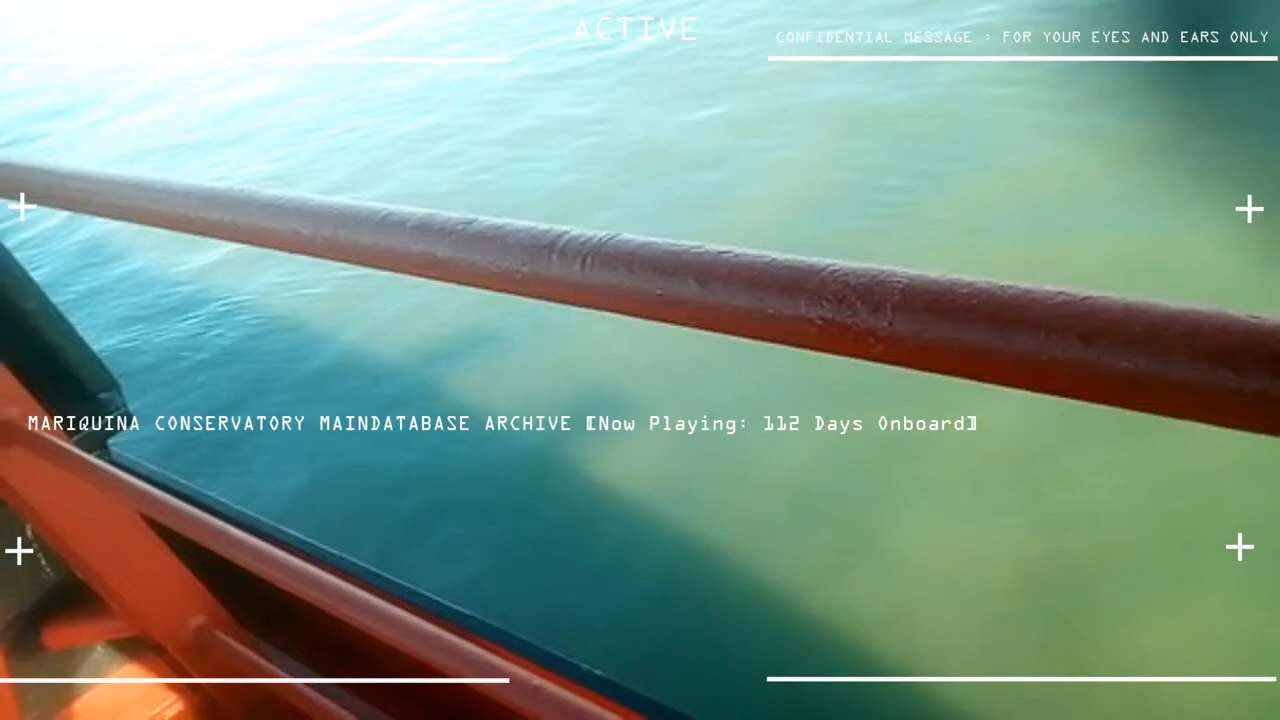 ACTIVE
CONFIDENTIAL MESSAGE : FOR YOUR EYES AND EARS ONLY
MARIQUINA CONSERVATORY MAINDATABASE ARCHIVE [Now Playing: 112 Days Onboard]